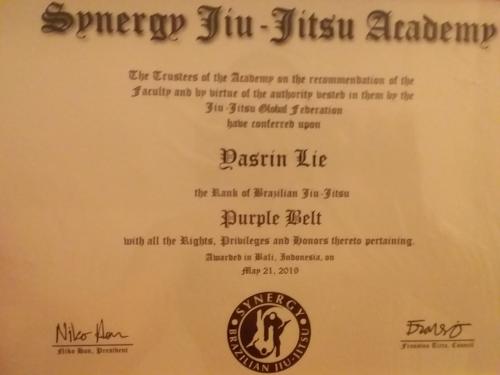 Synergy Jiu-Jitsu Academy
The Trustees of the Academy on the recommendation of the
Faculty and by virtue of the authority vested in them by the
Jiu-Jitsu Global Federation
have conferred upon
Yasrin Lie
the Rank of Brazilian Jiu-Jitsu
Purple Belt
with all the Rights, Privileges and Honors thereto pertaining.
Awarded in Bali, Indonesia, on
May 21, 2019
SYNERGY
BRAZILIAN JIU-JITSU
Niko Han, President
Council